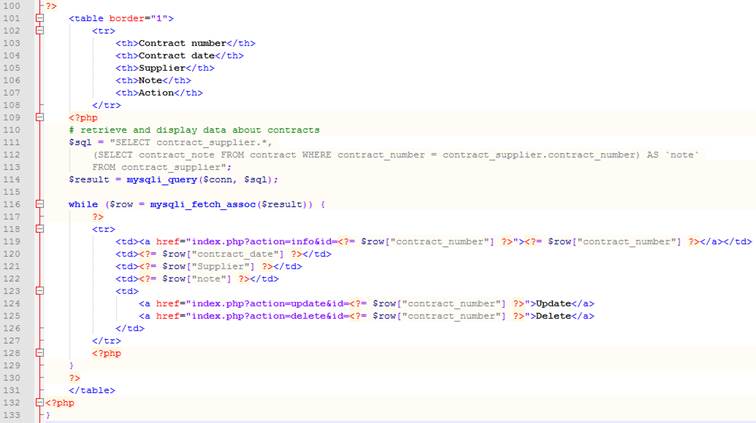 100 ?>
101 <table border="1">
102 <tr>
103 <th>Contract number</th>
104 <th>Contract date</th>
105 <th>Supplier</th>
106 <th>Note</th>
107 <th>Action</th>
108 </tr>
109 <?php
110 # retrieve and display data about contracts
111 $sql = "SELECT contract_supplier.*,
112 (SELECT contract_note FROM contract WHERE contract_number = contract_supplier.contract_number) AS `note`
113 FROM contract_supplier";
114 $result = mysqli_query($conn, $sql);
115
116 while ($row = mysqli_fetch_assoc($result)) {
117 ?>
118 <tr>
119 <td><a href="index.php?action=info&id=<?= $row["contract_number"] ?>"><?= $row["contract_number"] ?></a></td>
120 <td><?= $row["contract_date"] ?></td>
121 <td><?= $row["Supplier"] ?></td>
122 <td><?= $row["note"] ?></td>
123 <td>
124 <a href="index.php?action=update&id=<?= $row["contract_number"] ?>">Update</a>
125 <a href="index.php?action=delete&id=<?= $row["contract_number"] ?>">Delete</a>
126 </td>
127 </tr>
128 <?php
129 }
130 ?>
131 </table>
132 <?php
133 }